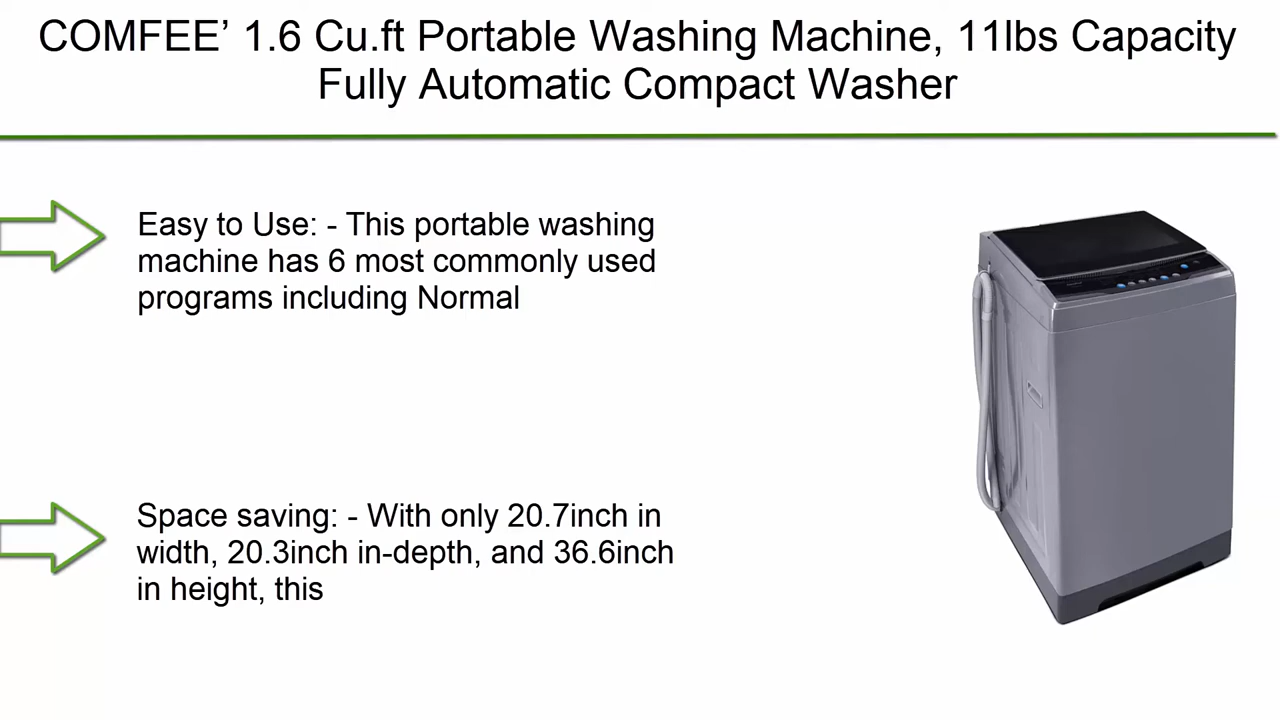 COMFEE’ 1.6 Cu.ft Portable Washing Machine, 11lbs Capacity
Fully Automatic Compact Washer
Easy to Use: - This portable washing
machine has 6 most commonly used
programs including Normal
Space saving: - With only 20.7inch in
width, 20.3inch in-depth, and 36.6inch
in height, this